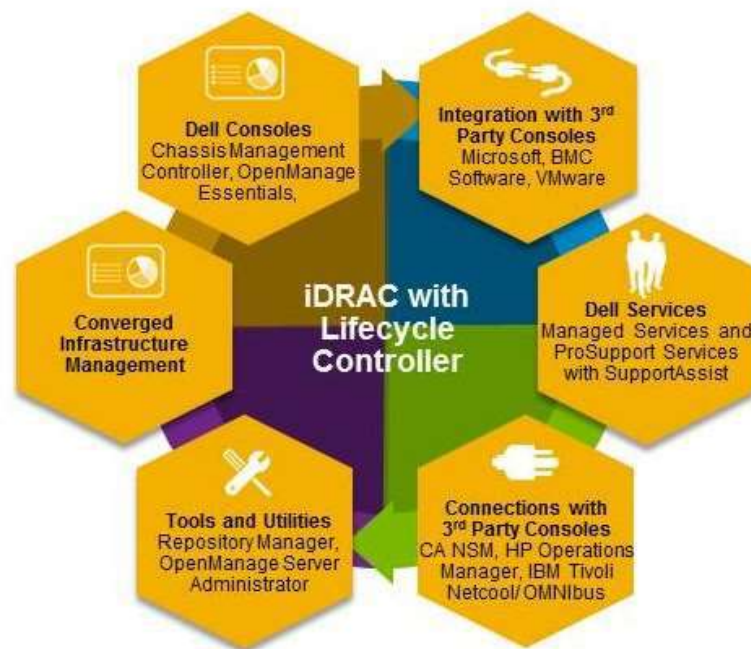 Dell Consoles
Chassis Management
Controller, OpenManage
Essentials,
Integration with 3rd
Party Consoles
Microsoft, BMC
Software, VMware
Converged
Infrastructure
Management
iDRAC with
Lifecycle
Controller
Dell Services
Managed Services and
ProSupport Services
with SupportAssist
Tools and Utilities
Repository Manager,
OpenManage Server
Administrator
Connections with
3rd Party Consoles
CA NSM, HP Operations
Manager, IBM Tivoli
Netcool/OMNIbus